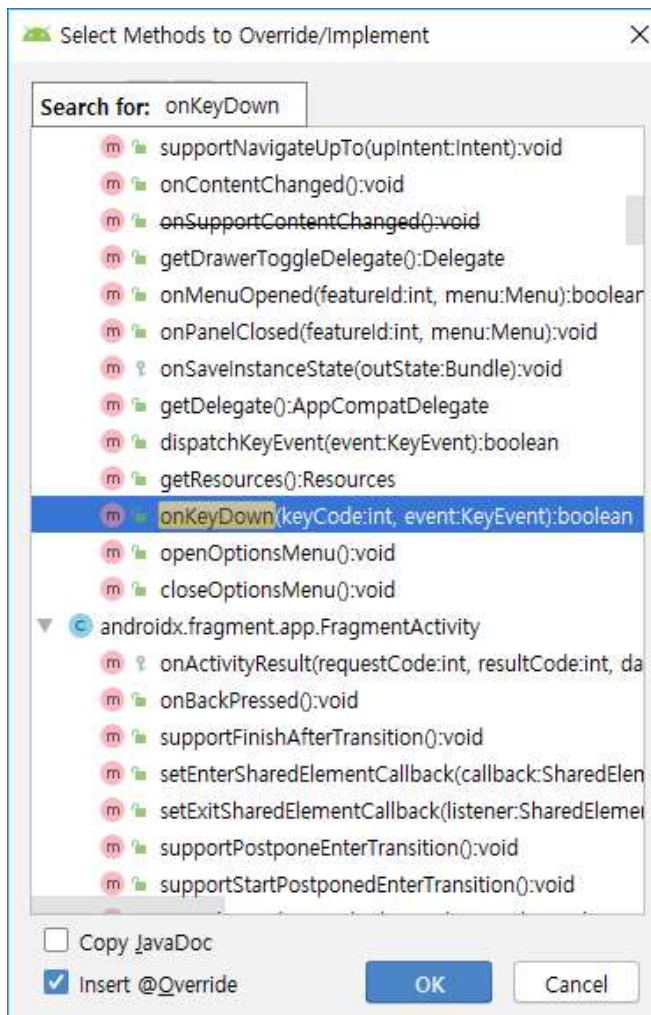 Select Methods to Override/Implement
Search for: onKeyDown
m supportNavigateUpTo(upIntent:Intent):void
m onContentChanged():void
m onSupportContentChanged():void
m getDrawerToggleDelegate():Delegate
m onMenuOpened(featureId:int, menu:Menu):boolean
m onPanelClosed(featureId:int, menu:Menu):void
m onSaveInstanceState(outState:Bundle):void
m getDelegate():AppCompatDelegate
m dispatchKeyEvent(event:KeyEvent):boolean
m getResources():Resources
m onKeyDown(keyCode:int, event:KeyEvent):boolean
m openOptionsMenu():void
m closeOptionsMenu():void
C androidx.fragment.app.FragmentActivity
m onActivityResult(requestCode:int, resultCode:int, da
m onBackPressed():void
m supportFinishAfterTransition():void
m setEnterSharedElementCallback(callback:SharedElem
m setExitSharedElementCallback(listener:SharedElemei
m supportPostponeEnterTransition():void
m supportStartPostponedEnterTransition():void
Copy JavaDoc
Insert @Override
OK
Cancel